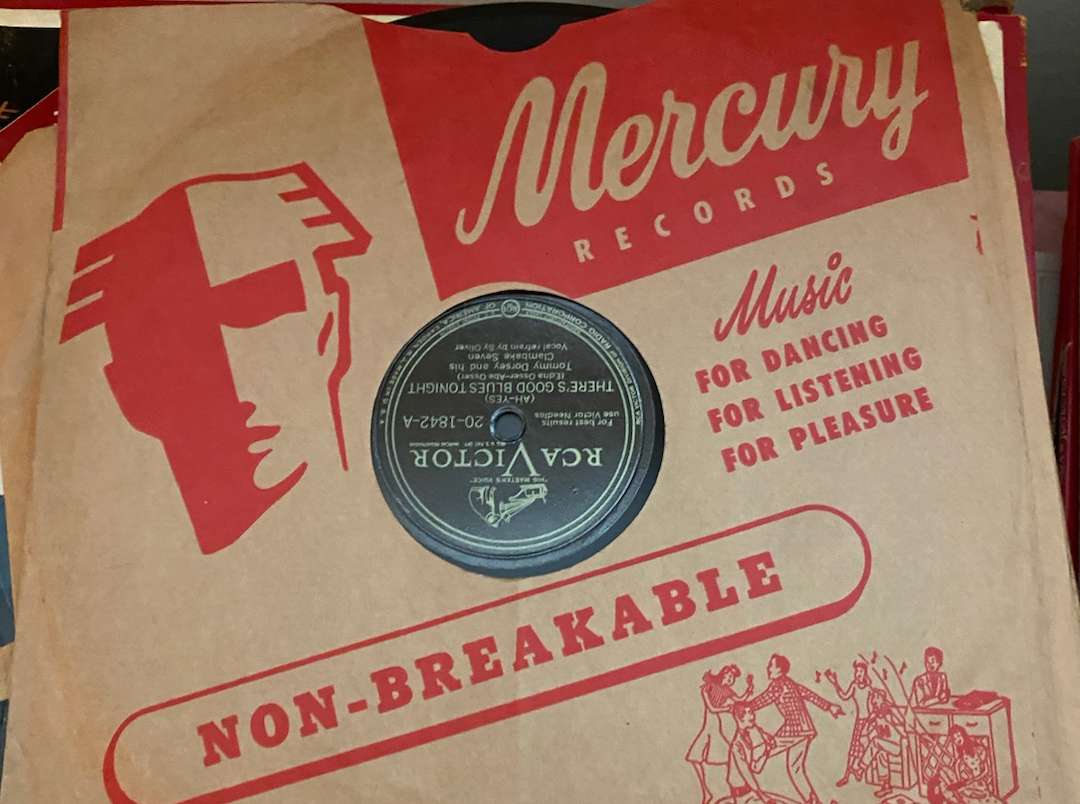 Mercury
RECORDS
Music
FOR DANCING
FOR LISTENING
FOR PLEASURE
"HIS MASTER'S VOICE"
RCA VICTOR
For best results
use Victor Needles
20-1842-A
(AH-YES)
THERE'S GOOD BLUES TONIGHT
(Edna Osser-Abe Osser)
Tommy Dorsey and his
Clambake Seven
Vocal refrain by Sy Oliver
NON-BREAKABLE